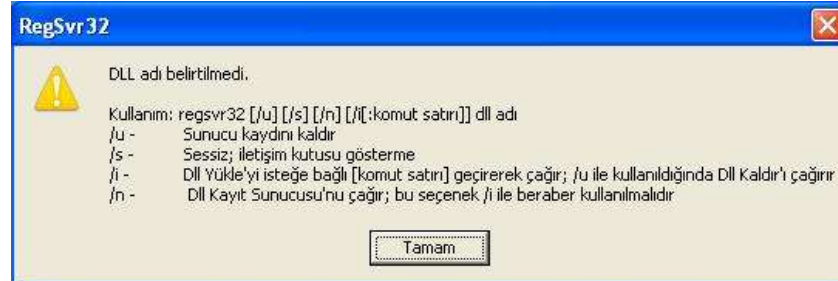 RegSvr32
DLL adı belirtilmedi.
Kullanım: regsvr32 [/u] [/s] [/n] [/i[:komut satırı]] dll adı
/u - Sunucu kaydını kaldır
/s - Sessiz; iletişim kutusu gösterme
/i - Dll Yükle'yi isteğe bağlı [komut satırı] geçirerek çağır; /u ile kullanıldığında Dll Kaldır'ı çağırır
/n - Dll Kayıt Sunucusu'nu çağır; bu seçenek /i ile beraber kullanılmalıdır
Tamam